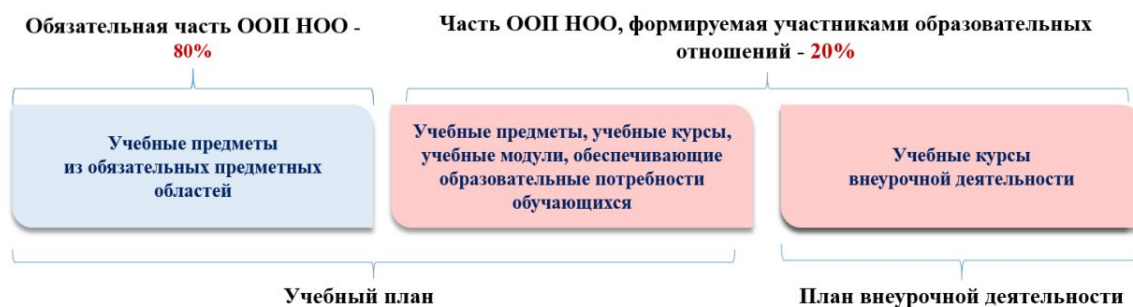 Обязательная часть ООП НОО -
80%
Часть ООП НОО, формируемая участниками образовательных
отношений - 20%
Учебные предметы
из обязательных предметных
областей
Учебные предметы, учебные курсы,
учебные модули, обеспечивающие
образовательные потребности
обучающихся
Учебные курсы
внеурочной деятельности
Учебный план
План внеурочной деятельности